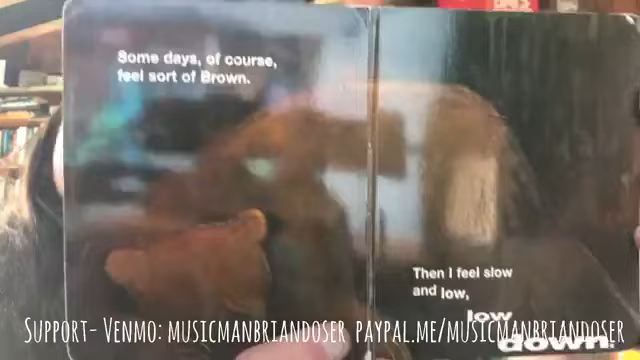 Some days, of course,
feel sort of Brown.
Then I feel slow
and low,
low
down.
Support- Venmo: musicmanbriandoser paypal.me/musicmanbriandoser